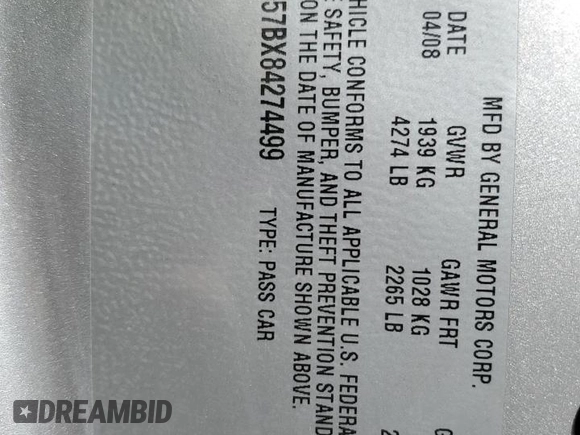 MFD BY GENERAL MOTORS CORP.
DATE GVWR GAWR FRT
04/08 1939 KG 1028 KG
4274 LB 2265 LB
HICLE CONFORMS TO ALL APPLICABLE U.S. FEDERA
SAFETY, BUMPER, AND THEFT PREVENTION STAND
ON THE DATE OF MANUFACTURE SHOWN ABOVE.
57BX84274499 TYPE: PASS CAR
DREAMBID